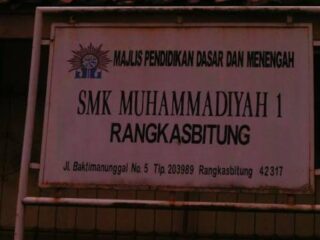 MAJLIS PENDIDIKAN DASAR DAN MENENGAH
SMK MUHAMMADIYAH 1
RANGKASBITUNG
Jl. Baktimanunggal No. 5 Tlp. 203989 Rangkasbitung 42317